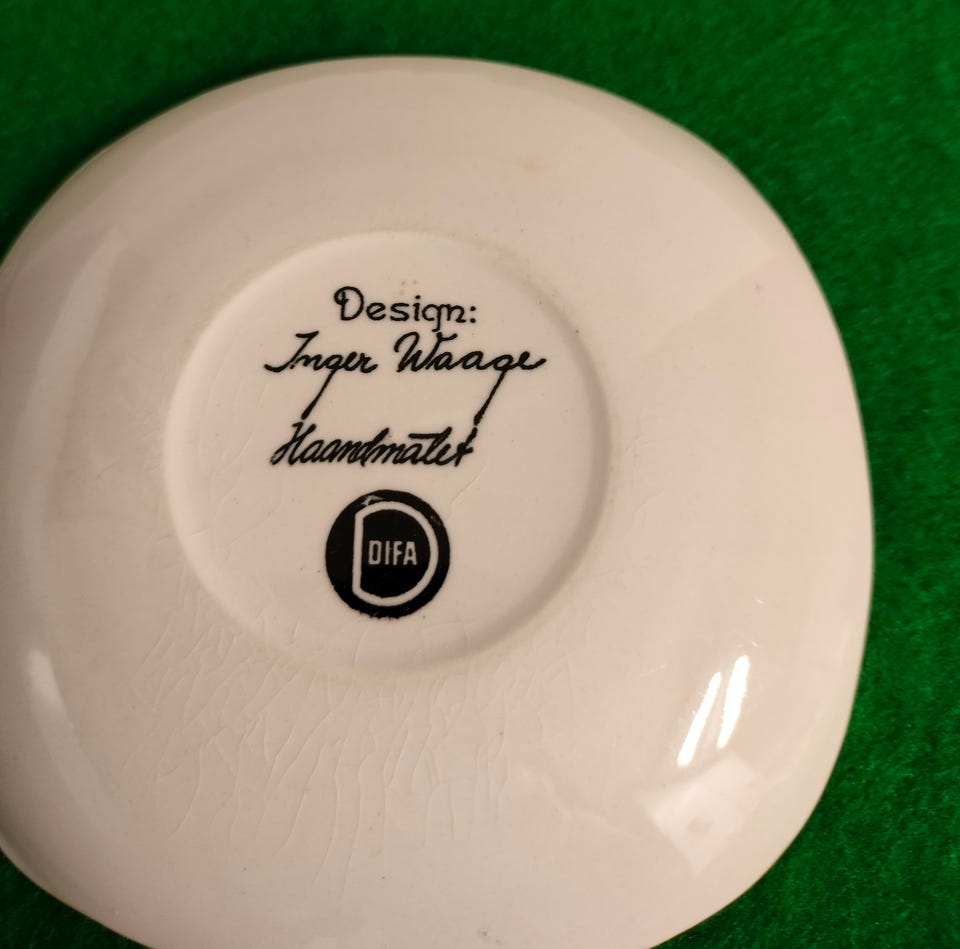 Design:
Inger Waage
Haandmalet
DIFA